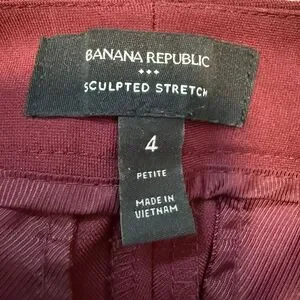 BANANA REPUBLIC
SCULPTED STRETCH
4
PETITE
MADE IN
VIETNAM